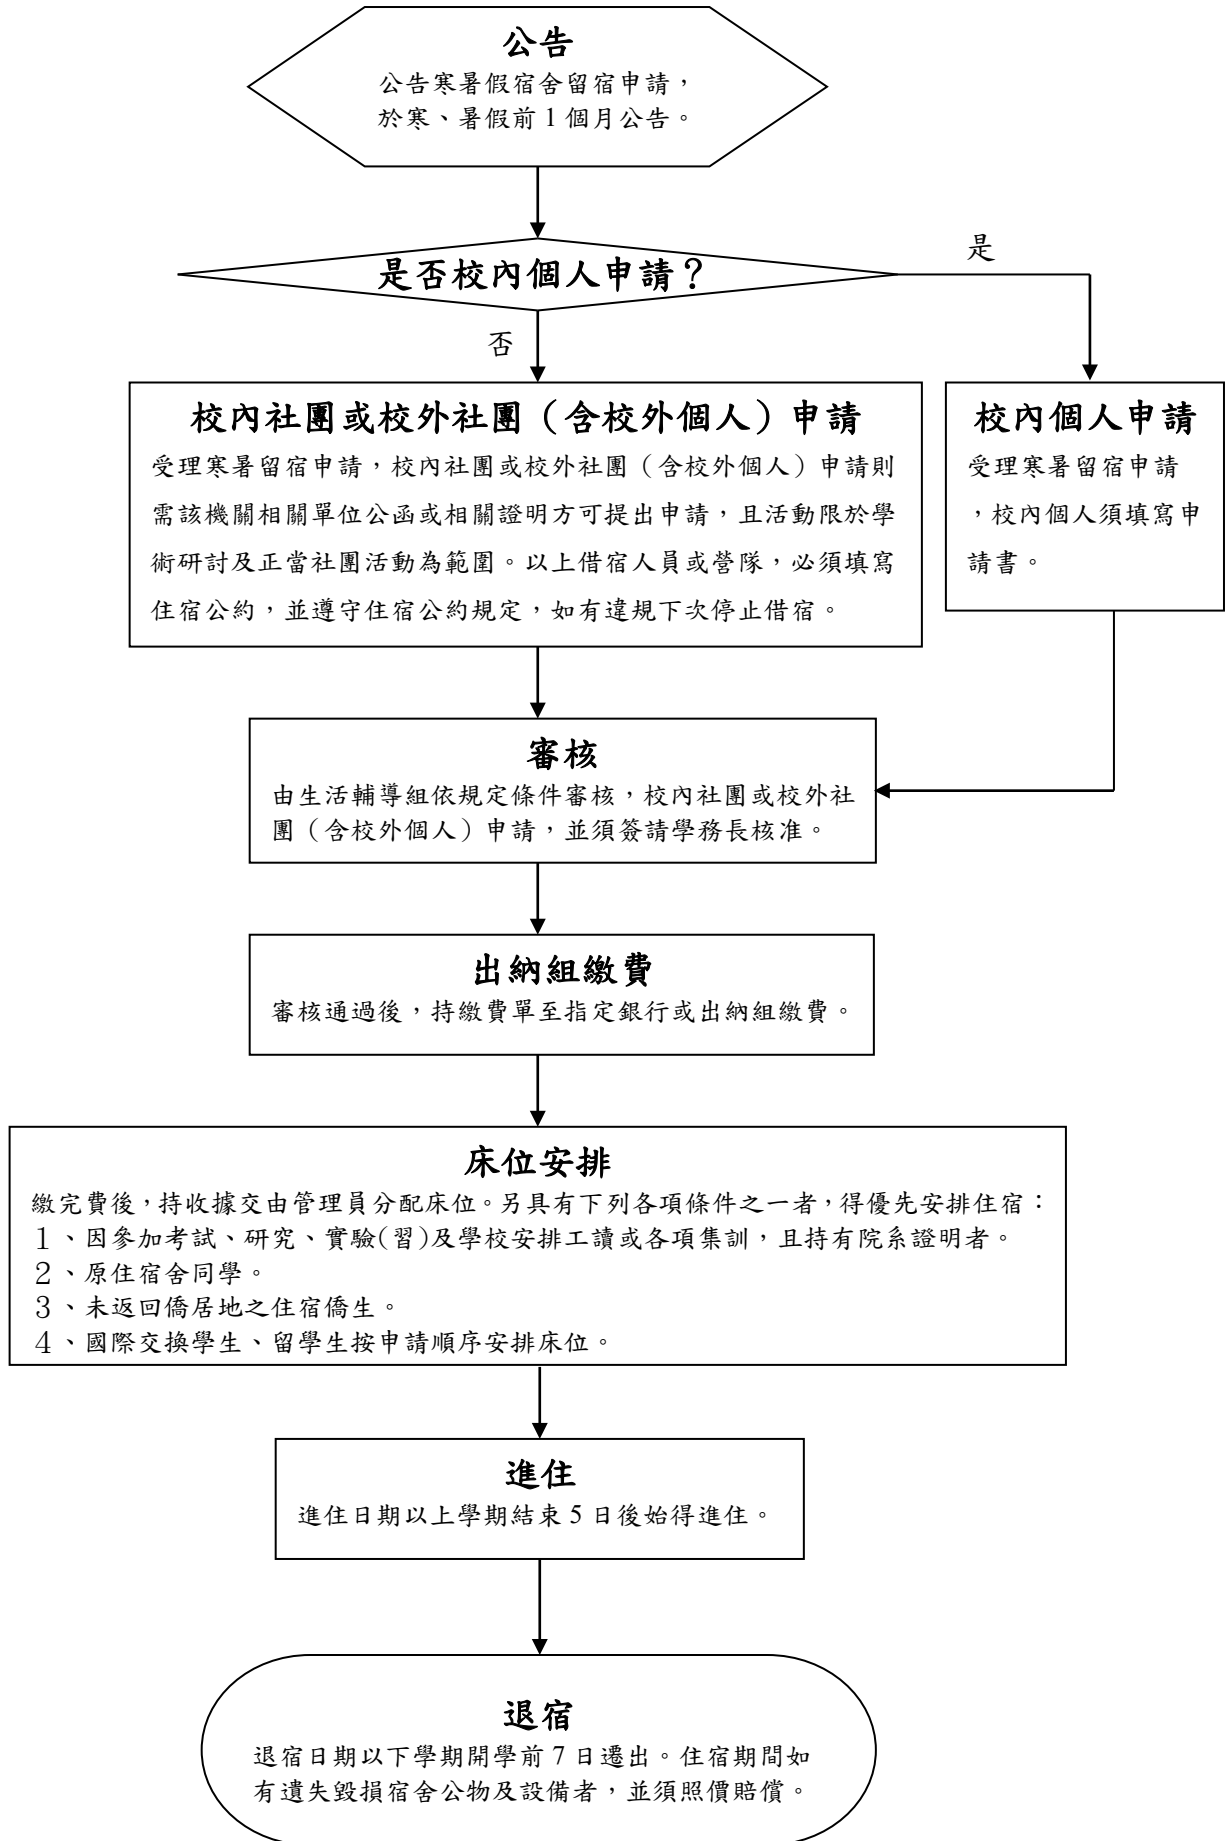 公告
公告寒暑假宿舍留宿申請，
於寒、暑假前 1 個月公告。
是否校內個人申請？
是
否
校內社團或校外社團（含校外個人）申請
受理寒暑留宿申請，校內社團或校外社團（含校外個人）申請則
需該機關相關單位公函或相關證明方可提出申請，且活動限於學
術研討及正當社團活動為範圍。以上借宿人員或營隊，必須填寫
住宿公約，並遵守住宿公約規定，如有違規下次停止借宿。
校內個人申請
受理寒暑留宿申請
，校內個人須填寫申
請書。
審核
由生活輔導組依規定條件審核，校內社團或校外社
團（含校外個人）申請，並須簽請學務長核准。
出納組繳費
審核通過後，持繳費單至指定銀行或出納組繳費。
床位安排
繳完費後，持收據交由管理員分配床位。另具有下列各項條件之一者，得優先安排住宿：
１、因參加考試、研究、實驗(習)及學校安排工讀或各項集訓，且持有院系證明者。
２、原住宿舍同學。
３、未返回僑居地之住宿僑生。
４、國際交換學生、留學生按申請順序安排床位。
進住
進住日期以上學期結束 5 日後始得進住。
退宿
退宿日期以下學期開學前 7 日遷出。住宿期間如
有遺失毀損宿舍公物及設備者，並須照價賠償。